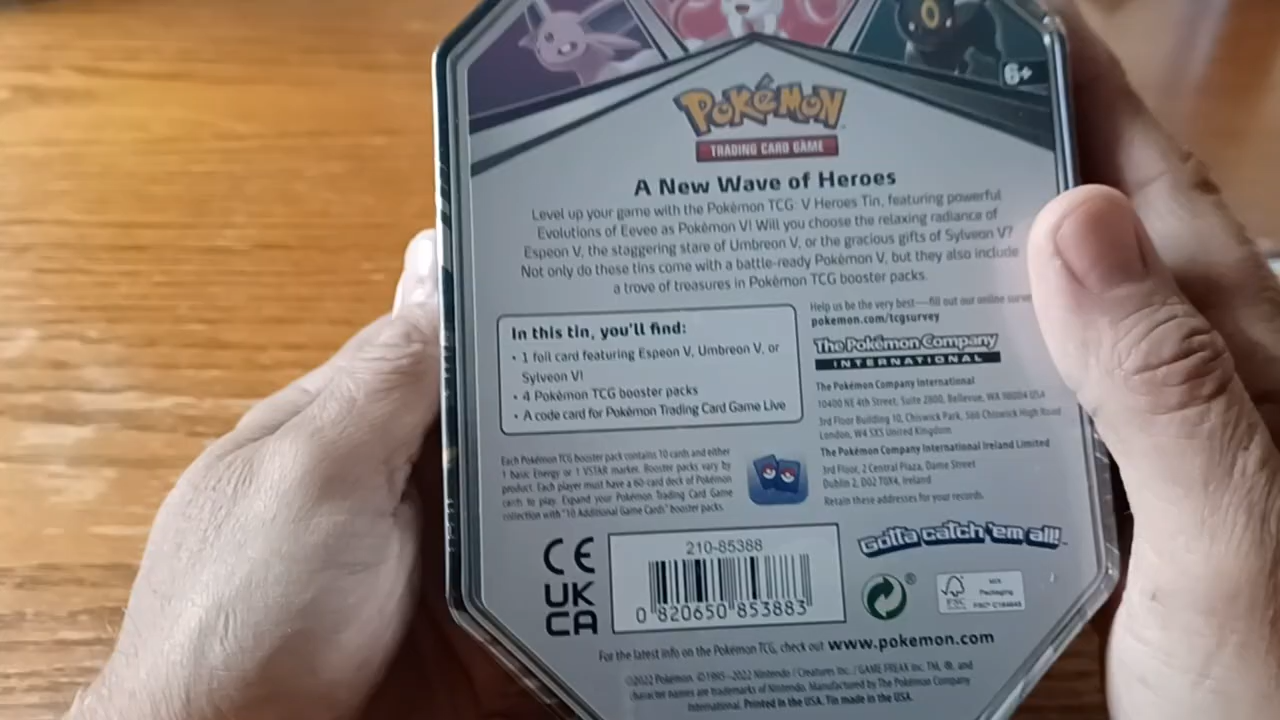 6+
POKéMON
TRADING CARD GAME
A New Wave of Heroes
Level up your game with the Pokémon TCG: V Heroes Tin, featuring powerful
Evolutions of Eevee as Pokémon V! Will you choose the relaxing radiance of
Espeon V, the staggering stare of Umbreon V, or the gracious gifts of Sylveon V?
Not only do these tins come with a battle-ready Pokémon V, but they also include
a trove of treasures in Pokémon TCG booster packs.
In this tin, you'll find:
• 1 foil card featuring Espeon V, Umbreon V, or
Sylveon V!
• 4 Pokémon TCG booster packs
• A code card for Pokémon Trading Card Game Live
Help us be the very best—fill out our online
pokemon.com/tcgsurvey
The Pokémon Company
INTERNATIONAL
The Pokémon Company International
10400 NE 4th Street, Suite 2800, Bellevue, WA 98004 USA
3rd Floor Building 10, Chiswick Park, 566 Chiswick High Road
London, W4 5XS United Kingdom
The Pokémon Company International Ireland Limited
3rd Floor, 2 Central Plaza, Dame Street
Dublin 2, D02 T0X4, Ireland
Retain these addresses for your records.
Each Pokémon TCG booster pack contains 10 cards and either
1 basic Energy or 1 VSTAR marker. Booster packs vary by
product. Each player must have a 60-card deck of Pokémon
cards to play. Expand your Pokémon Trading Card Game
collection with "10 Additional Game Cards" booster packs.
CE
UK
CA
210-85388
0 820650 853883
Gotta catch 'em all!
®
FSC
MIX
Packaging
For the latest info on the Pokémon TCG, check out www.pokemon.com
©2022 Pokémon. ©1995–2022 Nintendo / Creatures Inc. / GAME FREAK inc. TM, ®, and
character names are trademarks of Nintendo. Manufactured by The Pokémon Company
International. Printed in the USA. Tin made in the USA.